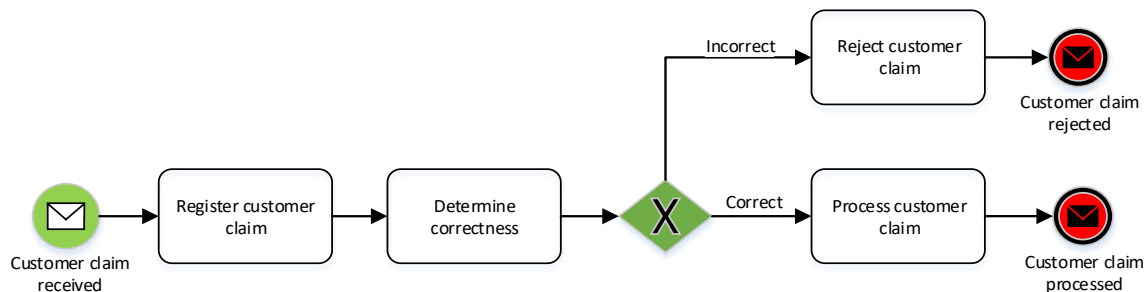 Incorrect
Reject customer
claim
Customer claim
rejected
Customer claim
received
Register customer
claim
Determine
correctness
X
Correct
Process customer
claim
Customer claim
processed